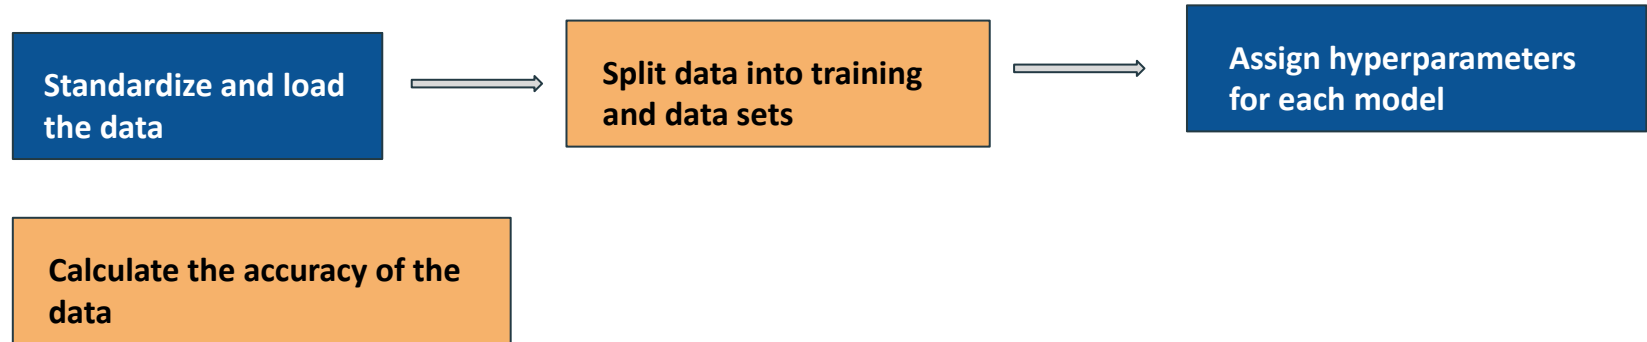 Standardize and load
the data
Split data into training
and data sets
Assign hyperparameters
for each model
Calculate the accuracy of the
data